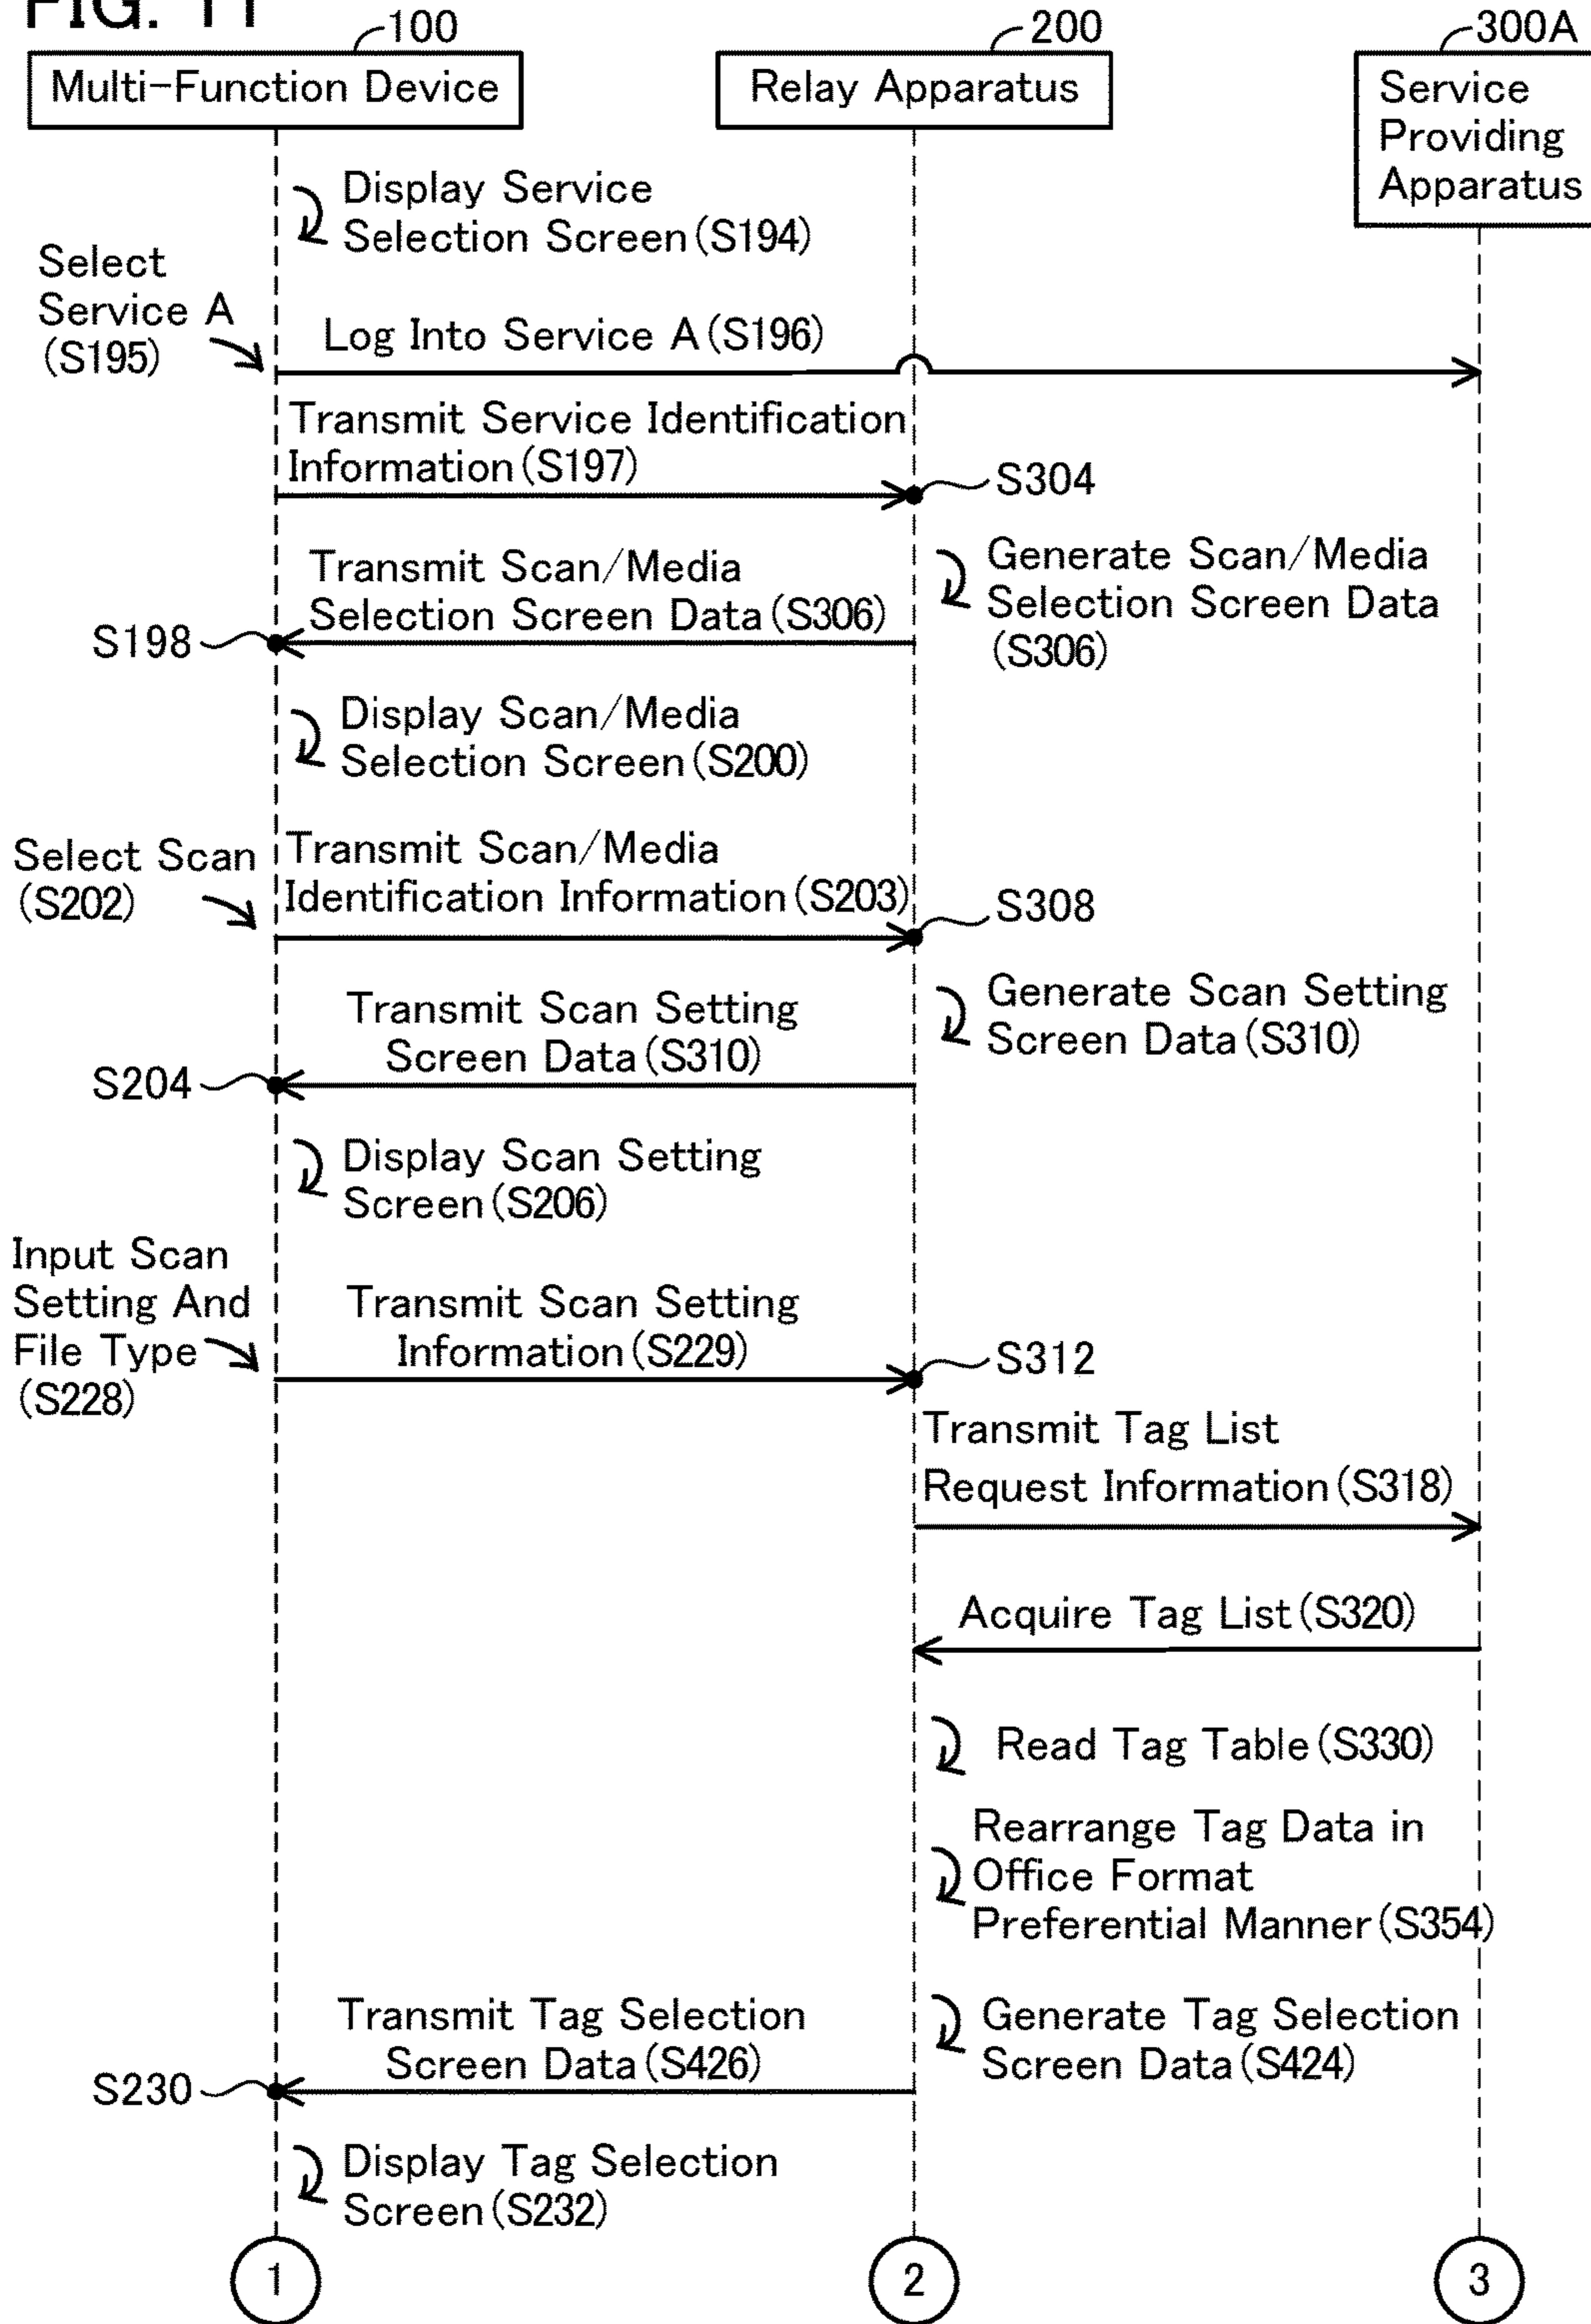 FIG. 11
100
200
300A
Multi-Function Device
Relay Apparatus
Service
Providing
Apparatus
Display Service
Selection Screen(S194)
Select
Service A
(S195)
Log Into Service A(S196)
Transmit Service Identification
Information(S197)
S304
Transmit Scan/Media
Selection Screen Data(S306)
S198
Generate Scan/Media
Selection Screen Data
(S306)
Display Scan/Media
Selection Screen(S200)
Select Scan
(S202)
Transmit Scan/Media
Identification Information(S203)
S308
Transmit Scan Setting
Screen Data(S310)
S204
Generate Scan Setting
Screen Data(S310)
Display Scan Setting
Screen(S206)
Input Scan
Setting And
File Type
(S228)
Transmit Scan Setting
Information(S229)
S312
Transmit Tag List
Request Information(S318)
Acquire Tag List(S320)
Read Tag Table(S330)
Rearrange Tag Data in
Office Format
Preferential Manner(S354)
Transmit Tag Selection
Screen Data(S426)
S230
Generate Tag Selection
Screen Data(S424)
Display Tag Selection
Screen(S232)
1
2
3